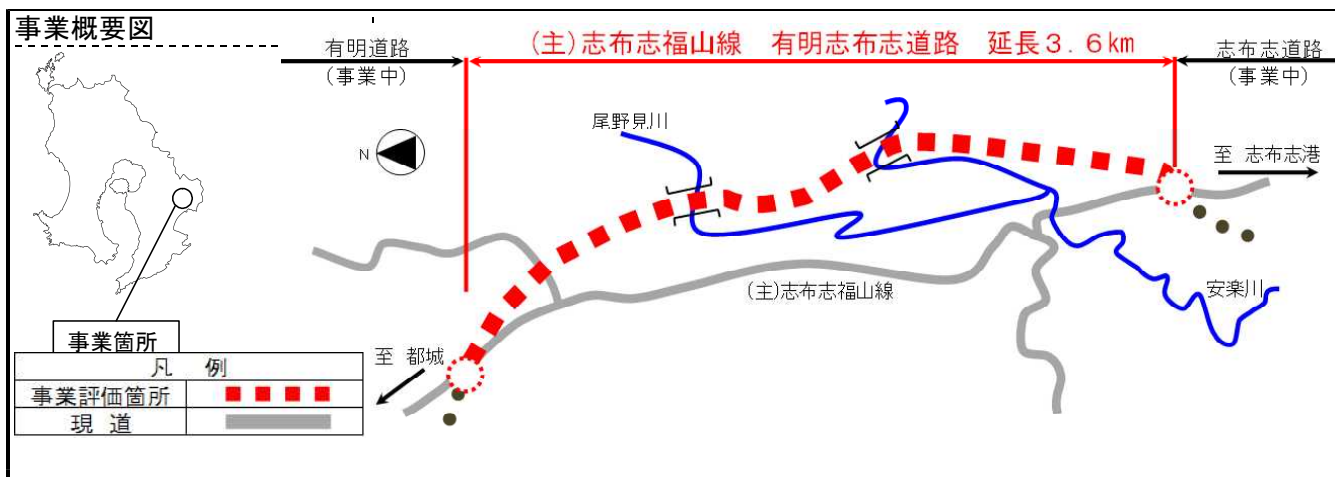 事業概要図
有明道路
(事業中)
(主)志布志福山線 有明志布志道路 延長3.6km
志布志道路
(事業中)
尾野見川
N
至 志布志港
(主)志布志福山線
安楽川
事業箇所
至 都城
凡 例
事業評価箇所
現 道